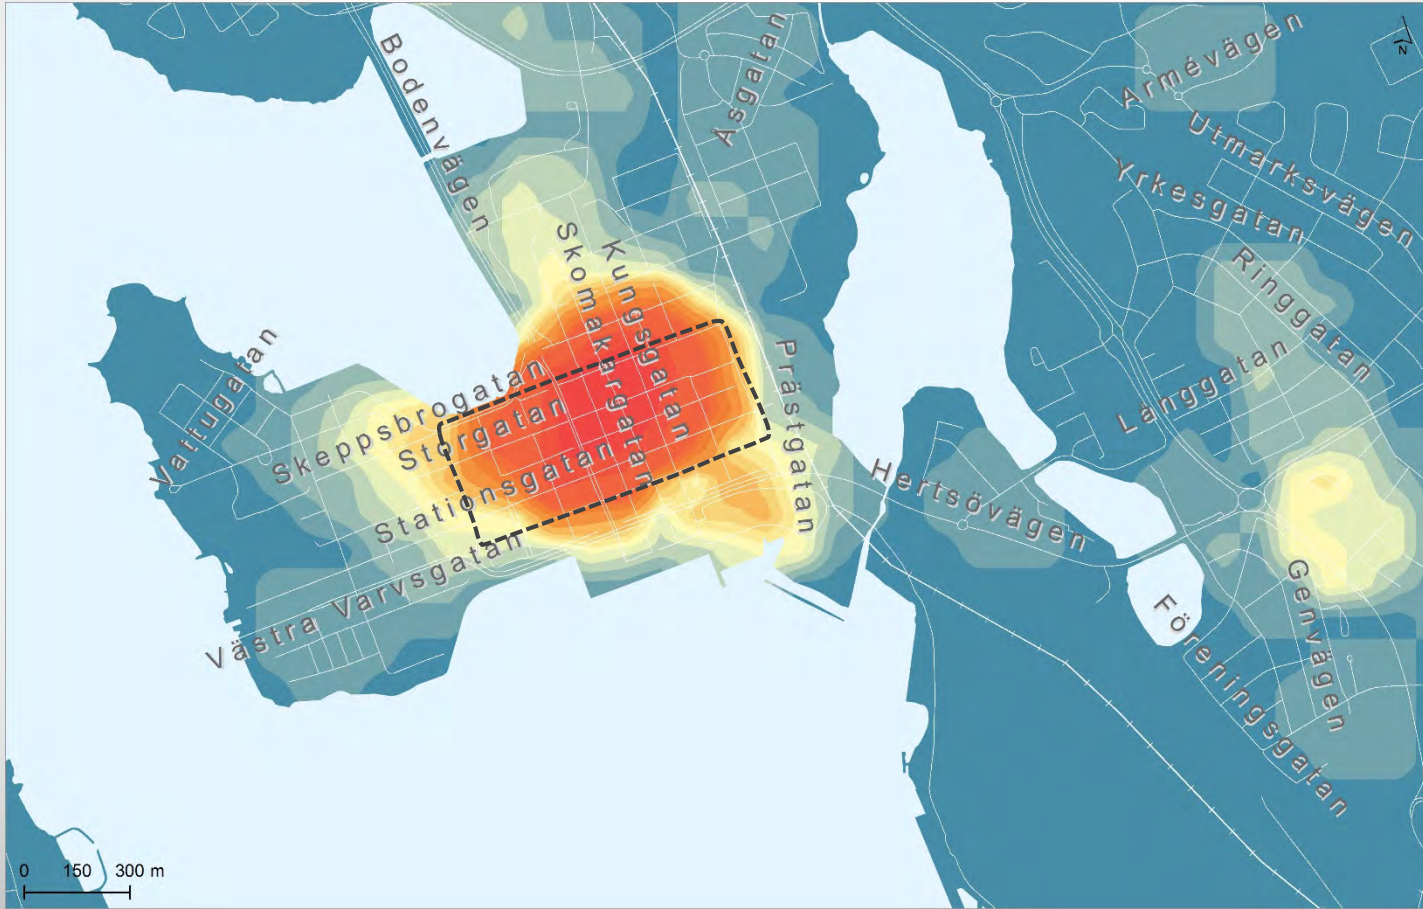 Bodenvägen
Äsgatan
Armévägen
N
Utmarksvägen
Yrkesgatan
Skomakargatan
Kungsgatan
Ringgatan
Vattugatan
Skeppsbrogatan
Storgatan
Prästgatan
Långgatan
Stationsgatan
Hertsövägen
Västra Varvsgatan
Genvägen
Föreningsgatan
0 150 300 m